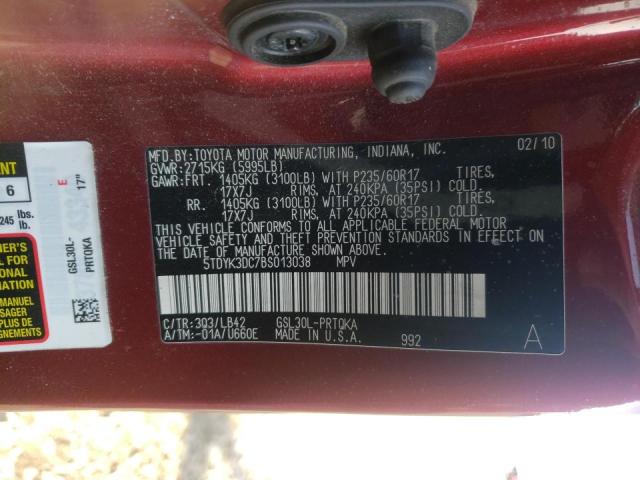 MFD.BY:TOYOTA MOTOR MANUFACTURING, INDIANA, INC. 02/10
GVWR:2715KG (5995LB)
GAWR:FRT. 1405KG (3100LB) WITH P235/60R17 TIRES,
17X7J RIMS, AT 240KPA (35PSI) COLD.
RR. 1405KG (3100LB) WITH P235/60R17 TIRES,
17X7J RIMS, AT 240KPA (35PSI) COLD.
THIS VEHICLE CONFORMS TO ALL APPLICABLE FEDERAL MOTOR
VEHICLE SAFETY AND THEFT PREVENTION STANDARDS IN EFFECT ON
THE DATE OF MANUFACTURE SHOWN ABOVE.
5TDYK3DC7BS013038 MPV
C/TR:3Q3/LB42 GSL30L-PRTQKA
A/TM:-01A/U660E MADE IN U.S.A. 992 A
6
245 lbs.
lbs.
MANUEL
E
17"
GSL30L-
PRTQKA